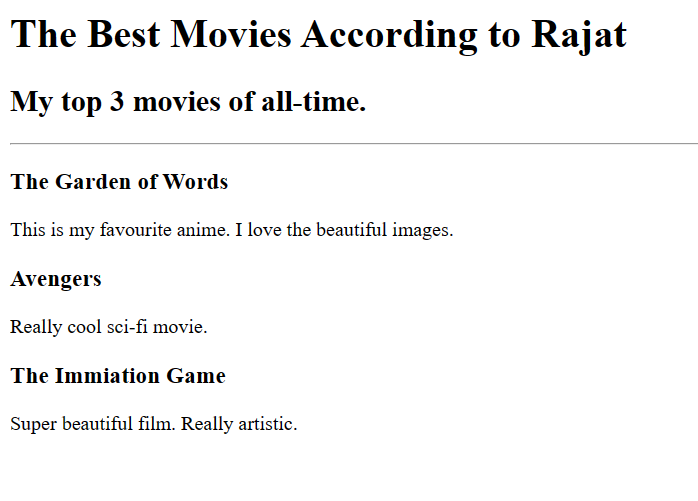 The Best Movies According to Rajat
My top 3 movies of all-time.
The Garden of Words
This is my favourite anime. I love the beautiful images.
Avengers
Really cool sci-fi movie.
The Immiation Game
Super beautiful film. Really artistic.